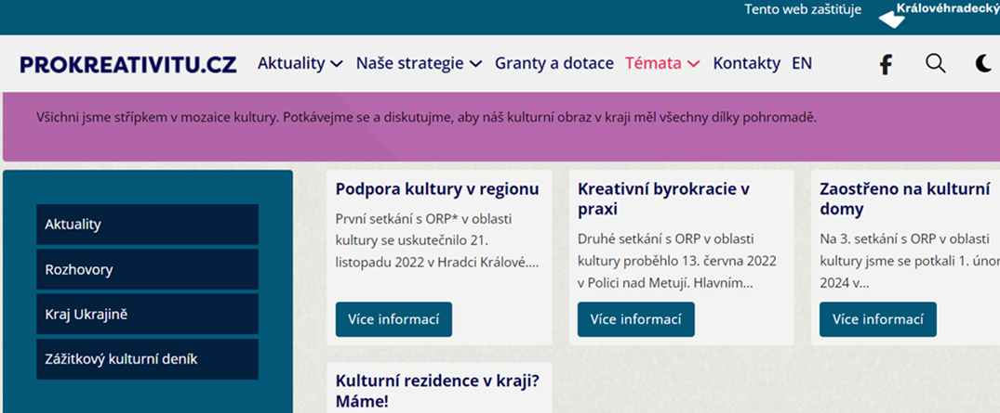 Tento web zaštiťuje
Královéhradecký
PROKREATIVITU.CZ
Aktuality
Naše strategie
Granty a dotace
Témata
Kontakty
EN
Všichni jsme střípkem v mozaice kultury. Potkávejme se a diskutujme, aby náš kulturní obraz v kraji měl všechny dílky pohromadě.
Aktuality
Rozhovory
Kraj Ukrajině
Zážitkový kulturní deník
Podpora kultury v regionu
První setkání s ORP* v oblasti
kultury se uskutečnilo 21.
listopadu 2022 v Hradci Králové....
Více informací
Kreativní byrokracie v
praxi
Druhé setkání s ORP v oblasti
kultury proběhlo 13. června 2022
v Polici nad Metují. Hlavním...
Více informací
Zaostřeno na kulturní
domy
Na 3. setkání s ORP v oblasti
kultury jsme se potkali 1.
2024 v...
Více informací
Kulturní rezidence v kraji?
Máme!